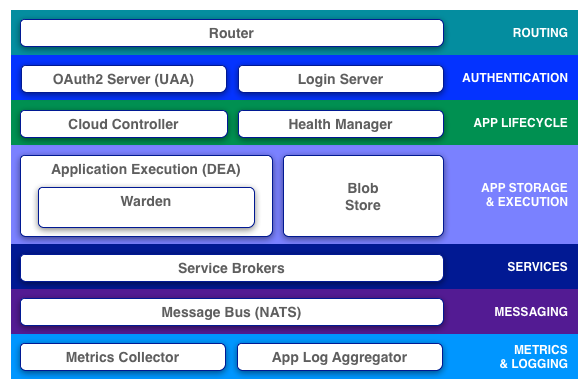 Router
ROUTING
OAuth2 Server (UAA)
Login Server
AUTHENTICATION
Cloud Controller
Health Manager
APP LIFECYCLE
Application Execution (DEA)
Warden
Blob
Store
APP STORAGE
& EXECUTION
Service Brokers
SERVICES
Message Bus (NATS)
MESSAGING
Metrics Collector
App Log Aggregator
METRICS
& LOGGING